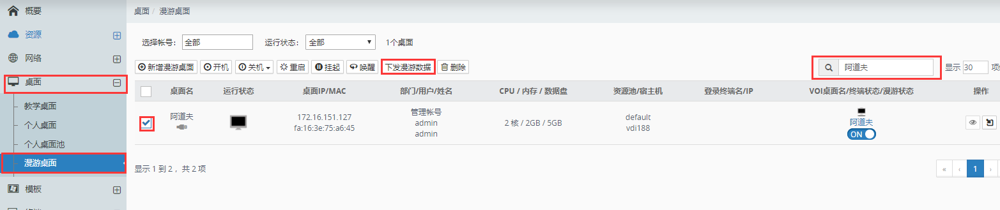 概要
资源
网络
桌面
教学桌面
个人桌面
个人桌面池
漫游桌面
模板
桌面 / 漫游桌面
选择帐号： 全部 运行状态： 全部 1个桌面
新增漫游桌面 开机 关机 重启 挂起 唤醒 下发漫游数据 删除 阿道夫 显示 30
桌面名 运行状态 桌面IP/MAC 部门/用户/姓名 CPU / 内存 / 数据盘 资源池/宿主机 登录终端名/IP VOI桌面名/终端状态/漫游状态 操作
阿道夫 172.16.151.127 管理帐号 2 核 / 2GB / 5GB default 阿道夫
fa:16:3e:75:a6:45 admin vdi188 ON
admin
显示 1 到 2 ，共 2 项 « ‹ 1 ›